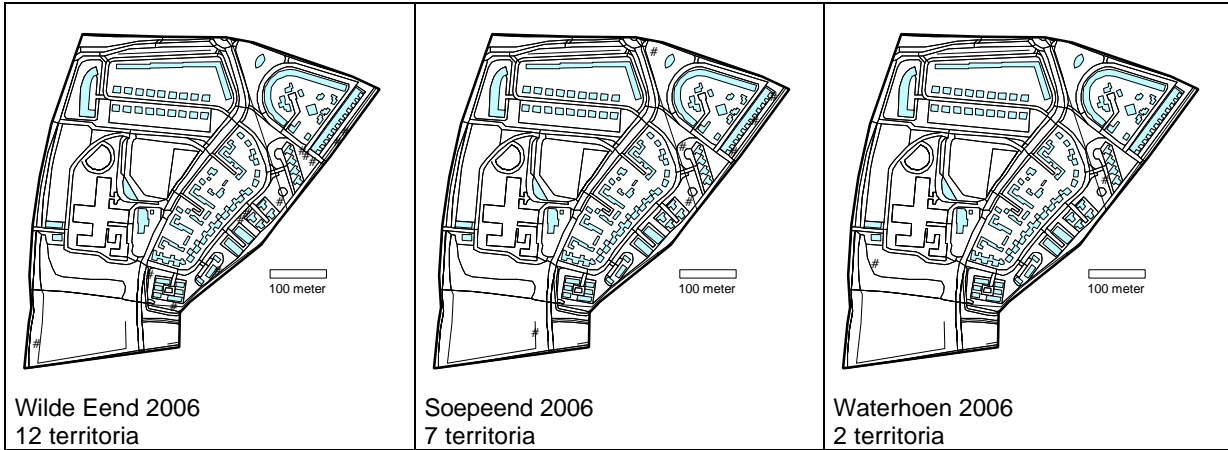 100 meter
Wilde Eend 2006
12 territoria
100 meter
Soepeend 2006
7 territoria
100 meter
Waterhoen 2006
2 territoria